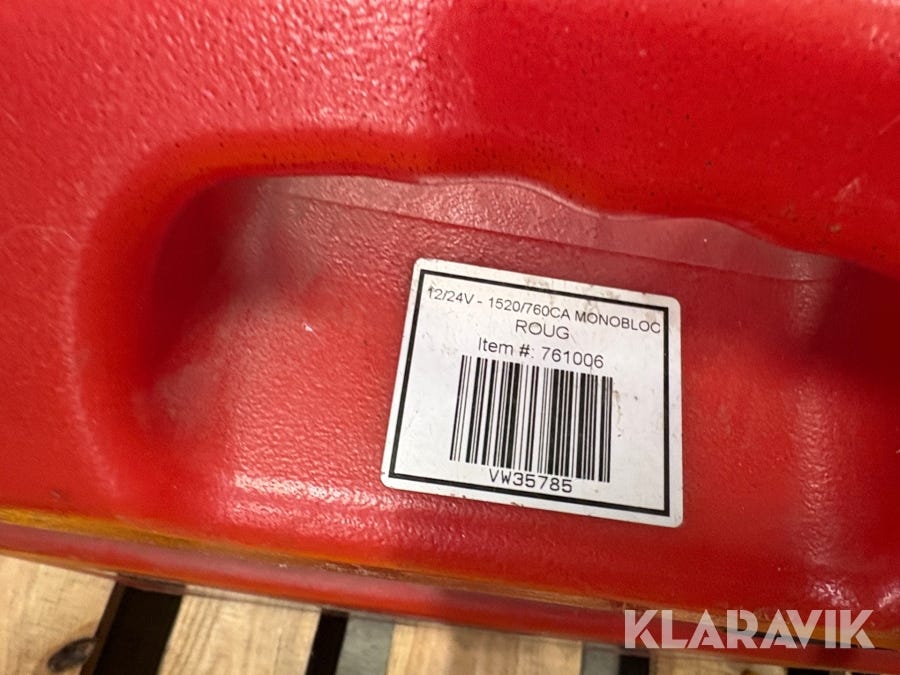 12/24V - 1520/760CA MONOBLOC
ROUG
Item #: 761006
VW35785
KLARAVIK